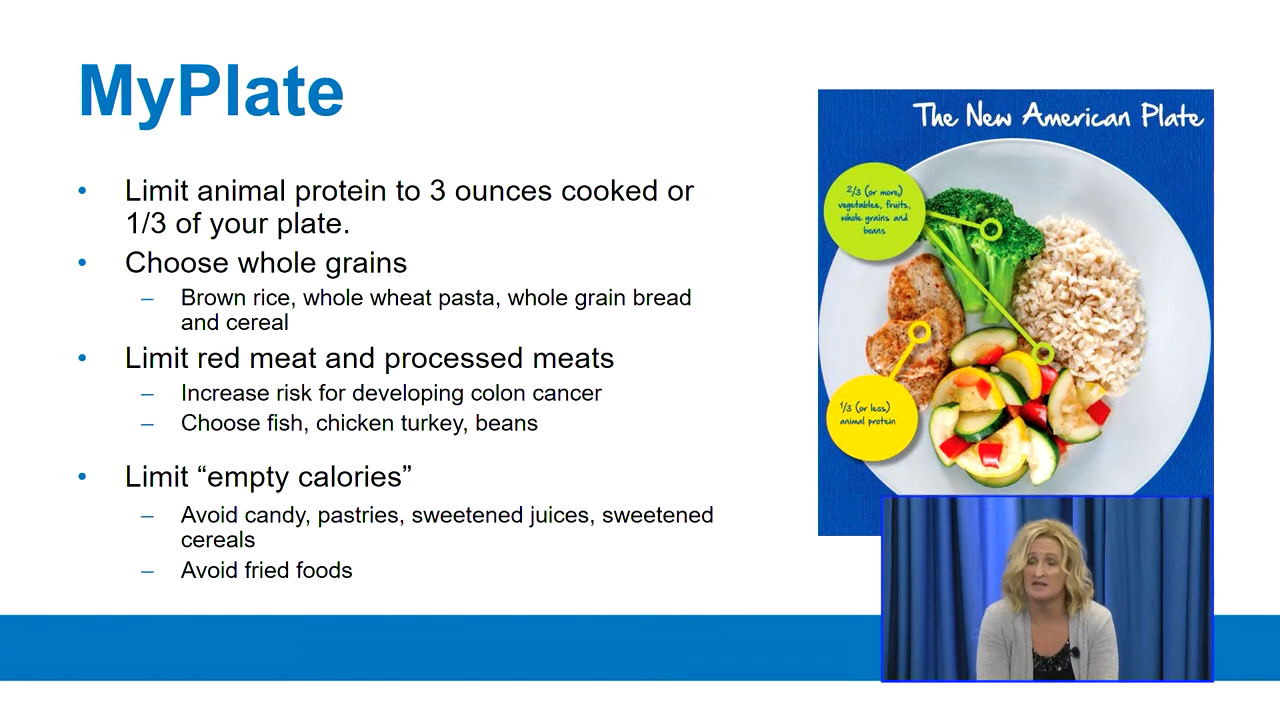 MyPlate
• Limit animal protein to 3 ounces cooked or
1/3 of your plate.
• Choose whole grains
– Brown rice, whole wheat pasta, whole grain bread
and cereal
• Limit red meat and processed meats
– Increase risk for developing colon cancer
– Choose fish, chicken turkey, beans
• Limit “empty calories”
– Avoid candy, pastries, sweetened juices, sweetened
cereals
– Avoid fried foods
The New American Plate
2/3 (or more)
vegetables, fruits,
whole grains and
beans
1/3 (or less)
animal protein